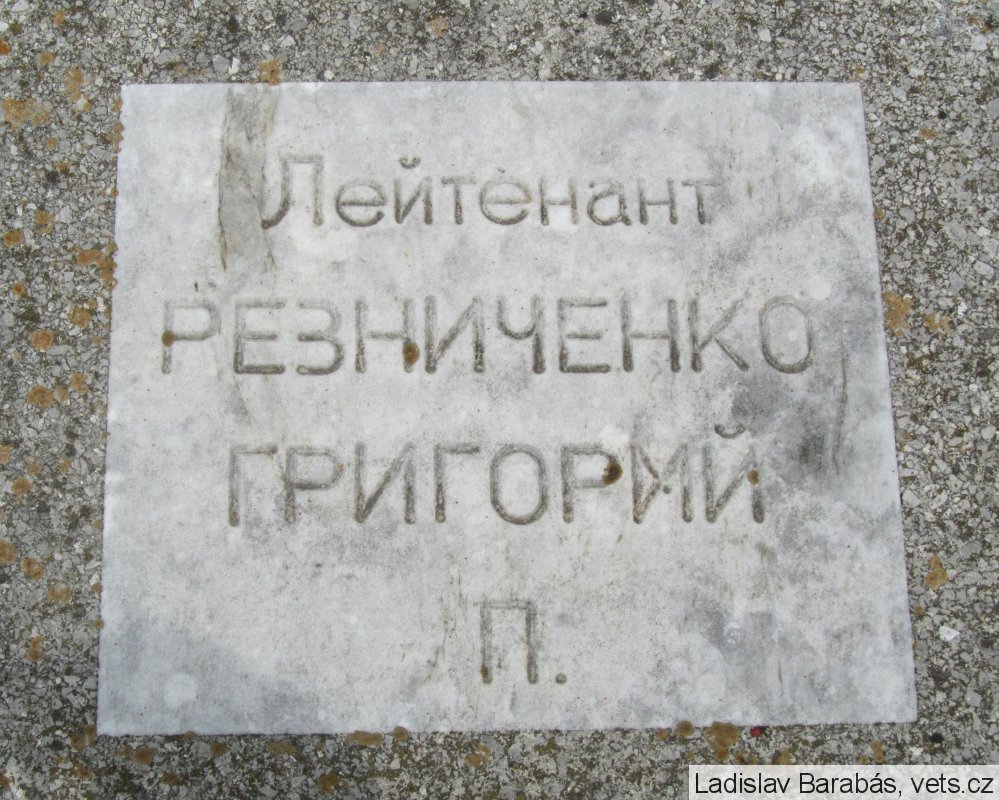 Лейтенант
РЕЗНИЧЕНКО
ГРИГОРИЙ
П.
Ladislav Barabás, vets.cz